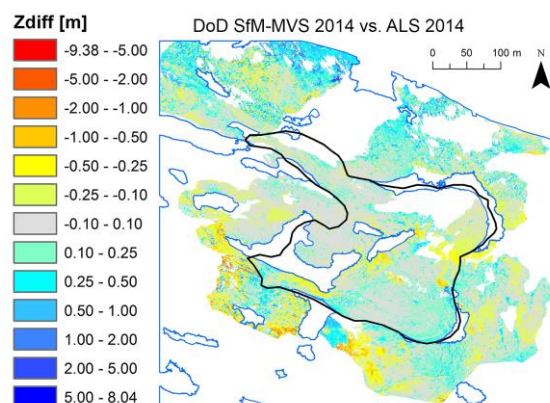 Zdiff [m]
DoD SfM-MVS 2014 vs. ALS 2014
-9.38 - -5.00
-5.00 - -2.00
-2.00 - -1.00
-1.00 - -0.50
-0.50 - -0.25
-0.25 - -0.10
-0.10 - 0.10
0.10 - 0.25
0.25 - 0.50
0.50 - 1.00
1.00 - 2.00
2.00 - 5.00
5.00 - 8.04
0 50 100 m
N